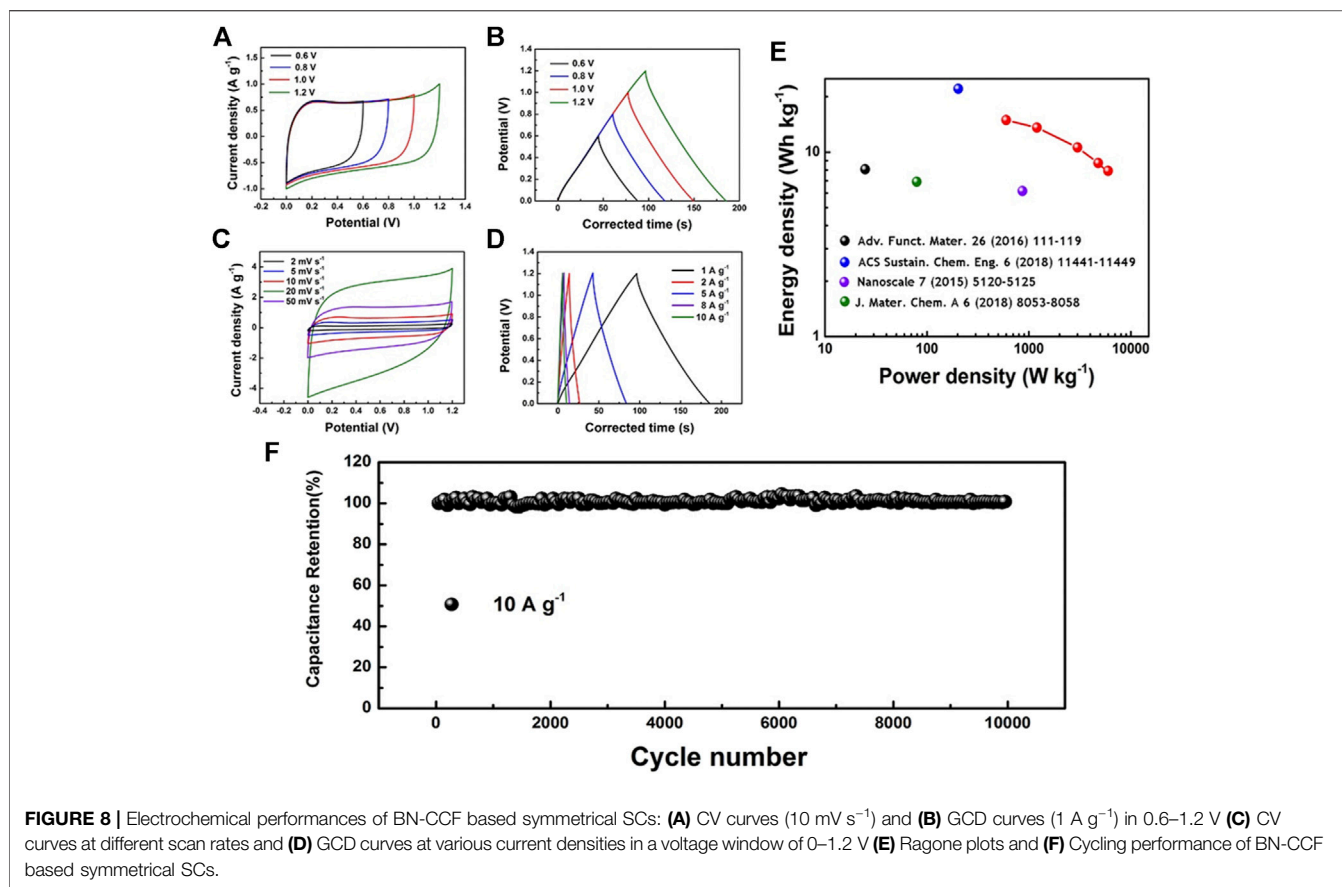 A
Current density (A g⁻¹)
1.5
1.0
0.5
0.0
-0.5
-1.0
0.6 V
0.8 V
1.0 V
1.2 V
-0.2 0.0 0.2 0.4 0.6 0.8 1.0 1.2 1.4
Potential (V)
B
Potential (V)
1.4
1.2
1.0
0.8
0.6
0.4
0.2
0.0
0.6 V
0.8 V
1.0 V
1.2 V
0 50 100 150 200
Corrected time (s)
C
Current density (A g⁻¹)
4
2
0
-2
-4
2 mV s⁻¹
5 mV s⁻¹
10 mV s⁻¹
20 mV s⁻¹
50 mV s⁻¹
-0.4 -0.2 0.0 0.2 0.4 0.6 0.8 1.0 1.2
Potential (V)
D
Potential (V)
1.4
1.2
1.0
0.8
0.6
0.4
0.2
0.0
1 A g⁻¹
2 A g⁻¹
5 A g⁻¹
8 A g⁻¹
10 A g⁻¹
0 50 100 150 200
Corrected time (s)
E
Energy density (Wh kg⁻¹)
10
1
Adv. Funct. Mater. 26 (2016) 111-119
ACS Sustain. Chem. Eng. 6 (2018) 11441-11449
Nanoscale 7 (2015) 5120-5125
J. Mater. Chem. A 6 (2018) 8053-8058
10 100 1000 10000
Power density (W kg⁻¹)
F
Capacitance Retention(%)
120
100
80
60
40
20
0
10 A g⁻¹
0 2000 4000 6000 8000 10000
Cycle number
FIGURE 8 | Electrochemical performances of BN-CCF based symmetrical SCs: (A) CV curves (10 mV s⁻¹) and (B) GCD curves (1 A g⁻¹) in 0.6–1.2 V (C) CV
curves at different scan rates and (D) GCD curves at various current densities in a voltage window of 0–1.2 V (E) Ragone plots and (F) Cycling performance of BN-CCF
based symmetrical SCs.